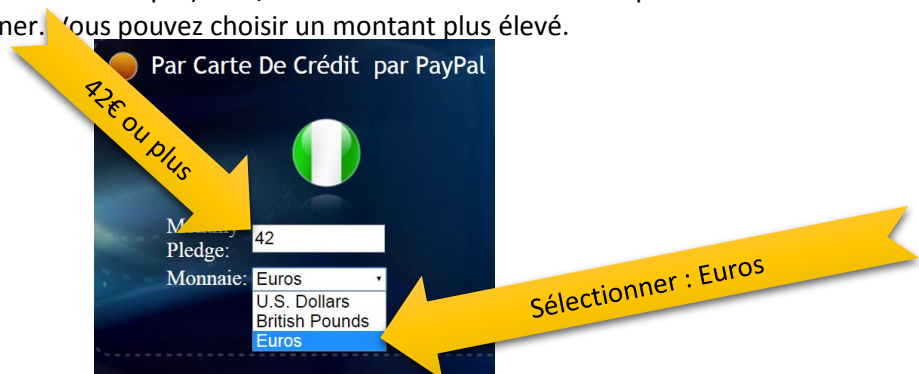 ner. Vous pouvez choisir un montant plus élevé.
Par Carte De Crédit par PayPal
42€ ou plus
Pledge:
42
Monnaie:
Euros
U.S. Dollars
British Pounds
Euros
Sélectionner : Euros